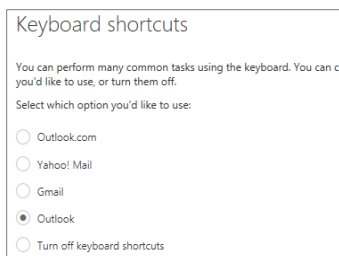 Keyboard shortcuts
You can perform many common tasks using the keyboard. You can c
you'd like to use, or turn them off.
Select which option you'd like to use:
Outlook.com
Yahoo! Mail
Gmail
Outlook
Turn off keyboard shortcuts